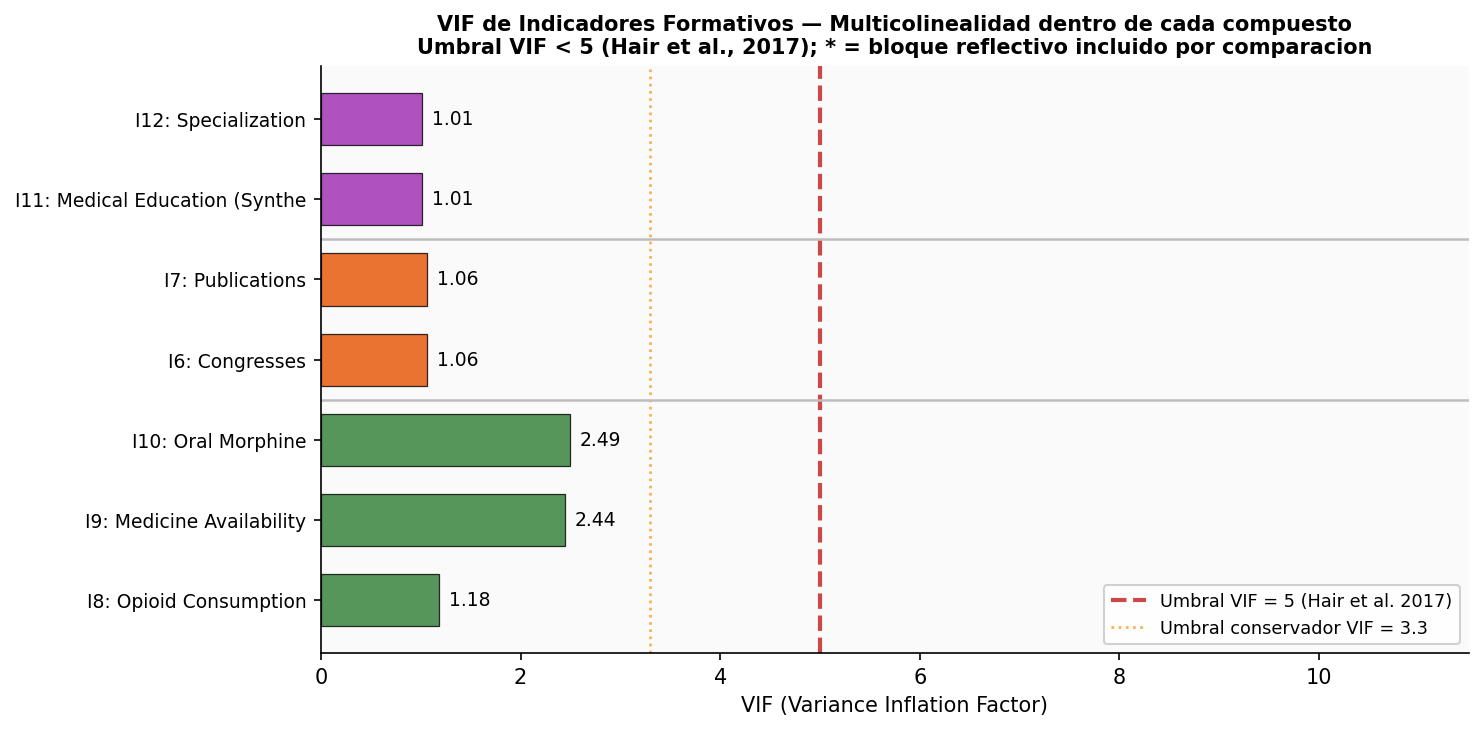 VIF de Indicadores Formativos — Multicolinealidad dentro de cada compuesto
Umbral VIF < 5 (Hair et al., 2017); * = bloque reflectivo incluido por comparacion
I12: Specialization
1.01
I11: Medical Education (Synthe
1.01
I7: Publications
1.06
I6: Congresses
1.06
I10: Oral Morphine
2.49
I9: Medicine Availability
2.44
I8: Opioid Consumption
1.18
Umbral VIF = 5 (Hair et al. 2017)
Umbral conservador VIF = 3.3
0 2 4 6 8 10
VIF (Variance Inflation Factor)